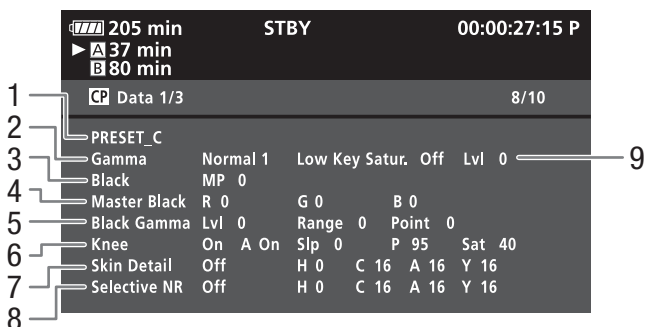 205 min STBY 00:00:27:15 P
A 37 min
B 80 min
CP Data 1/3 8/10
1 PRESET_C
2 Gamma Normal 1 Low Key Satur. Off Lvl 0 9
3 Black MP 0
4 Master Black R 0 G 0 B 0
5 Black Gamma Lvl 0 Range 0 Point 0
6 Knee On A On Slp 0 P 95 Sat 40
7 Skin Detail Off H 0 C 16 A 16 Y 16
8 Selective NR Off H 0 C 16 A 16 Y 16